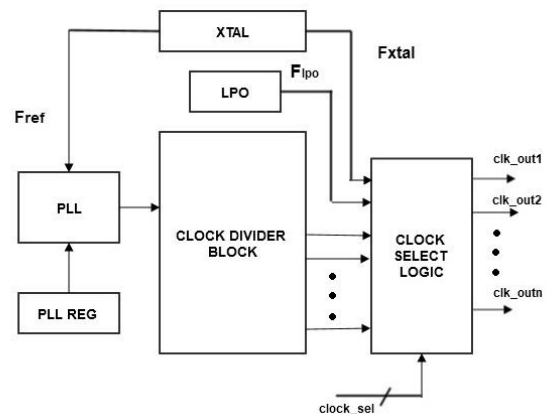 XTAL
Fxtal
Flpo
LPO
Fref
PLL
CLOCK DIVIDER
BLOCK
CLOCK
SELECT
LOGIC
clk_out1
clk_out2
clk_outn
PLL REG
clock_sel